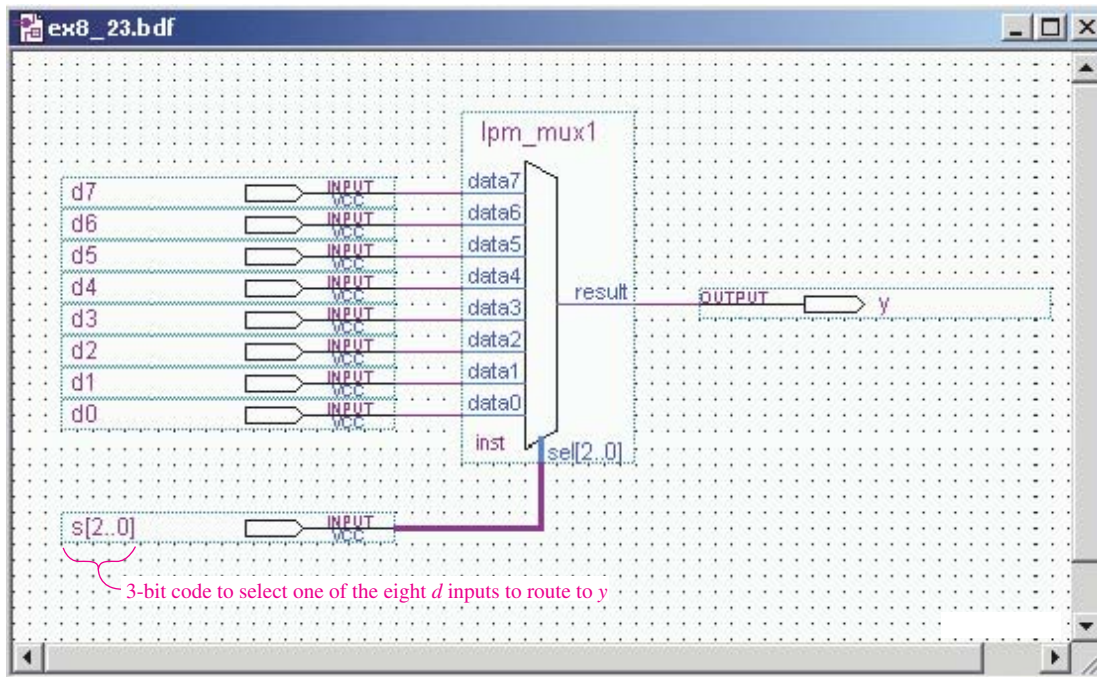 ex8_23.bdf
lpm_mux1
d7 INPUT VCC data7
d6 INPUT VCC data6
d5 INPUT VCC data5
d4 INPUT VCC data4
result
OUTPUT y
d3 INPUT VCC data3
d2 INPUT VCC data2
d1 INPUT VCC data1
d0 INPUT VCC data0
inst sel[2..0]
s[2..0] INPUT VCC
3-bit code to select one of the eight d inputs to route to y